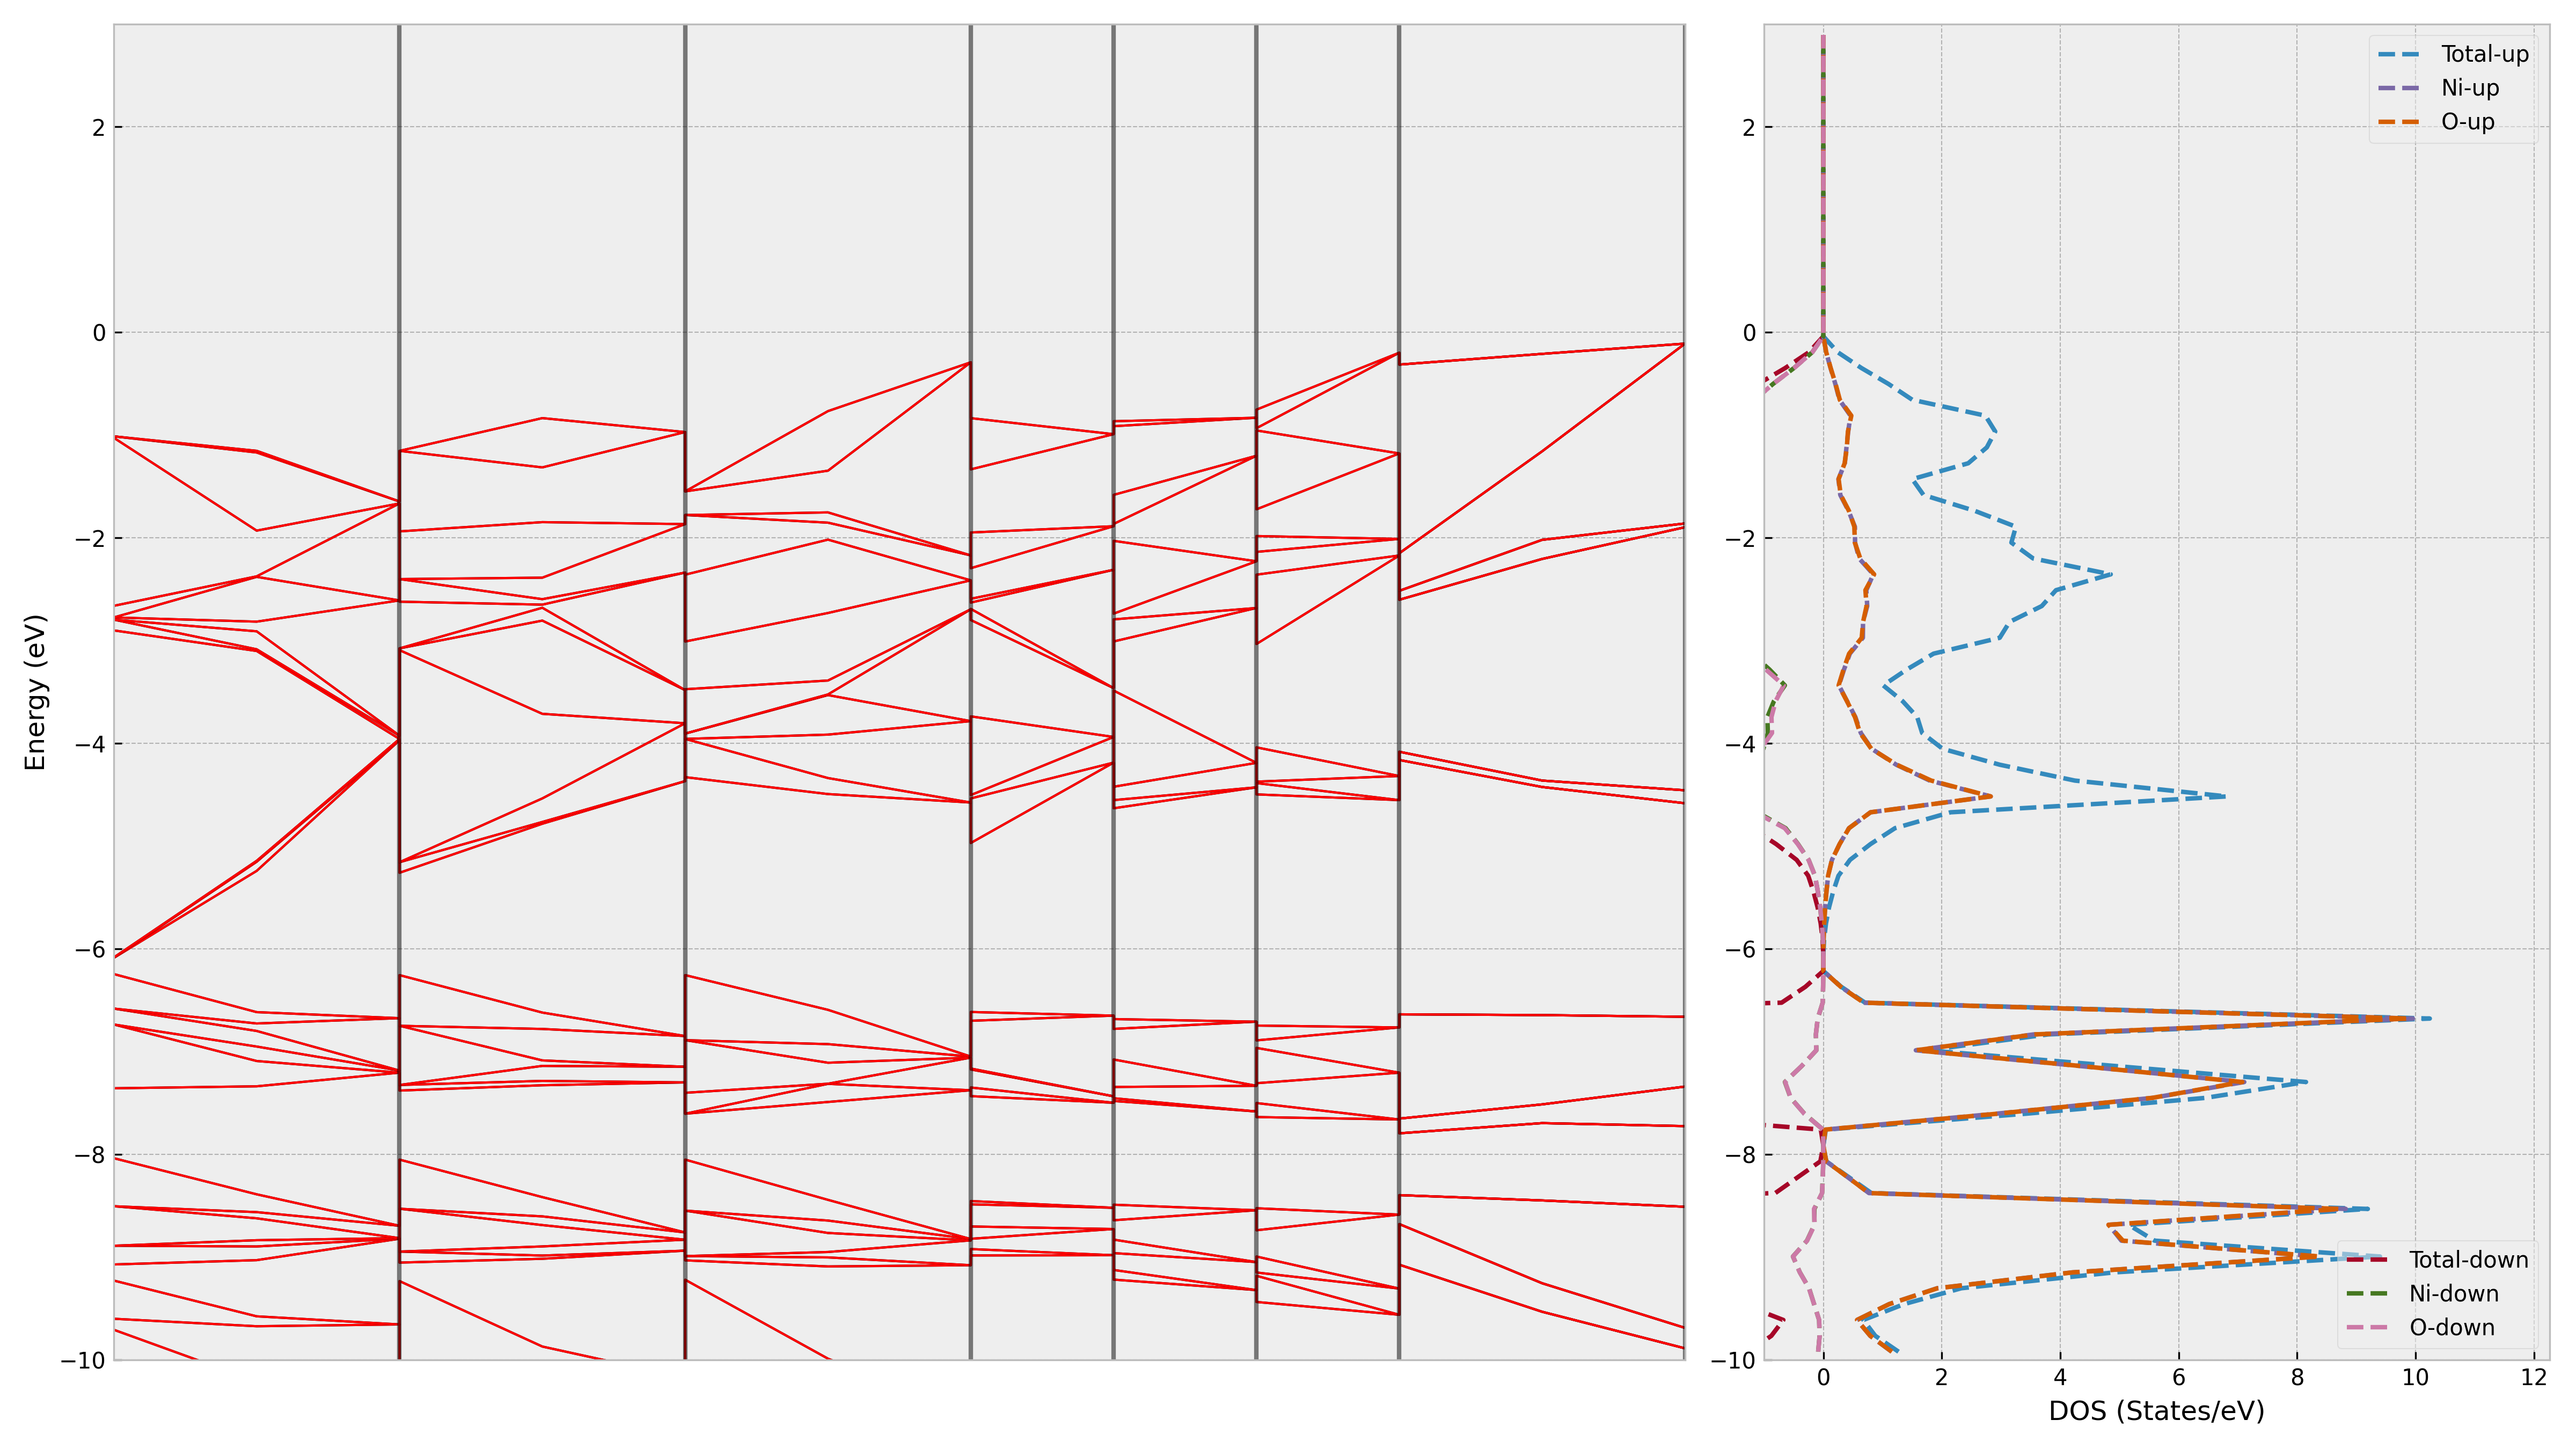 Energy (eV)
2
0
−2
−4
−6
−8
−10
2
0
−2
−4
−6
−8
−10
Total-up
Ni-up
O-up
Total-down
Ni-down
O-down
0 2 4 6 8 10 12
DOS (States/eV)